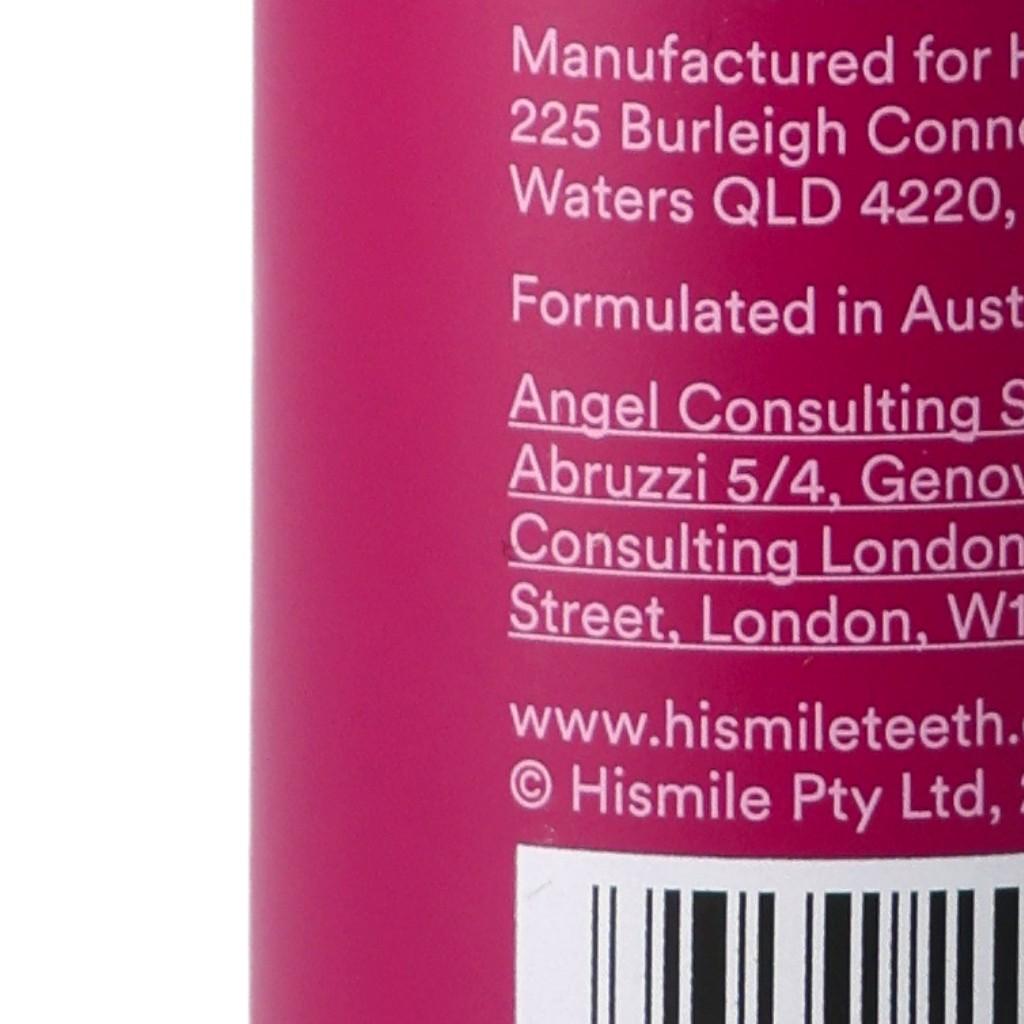 Manufactured for H
225 Burleigh Conne
Waters QLD 4220,
Formulated in Aust
Angel Consulting S
Abruzzi 5/4, Genov
Consulting London
Street, London, W1
www.hismileteeth.
© Hismile Pty Ltd,